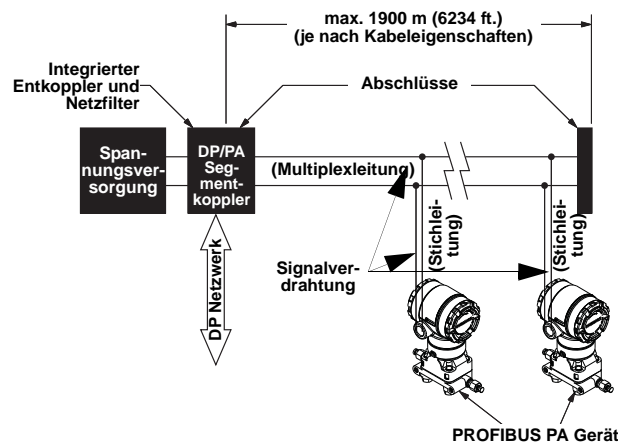 max. 1900 m (6234 ft.)
(je nach Kabeleigenschaften)
Integrierter
Entkoppler und
Netzfilter
Abschlüsse
Span-
nungsver-
sorgung
DP/PA
Seg-
ment-
koppler
(Multiplexleitung)
(Stichlei-
tung)
(Stichlei-
tung)
Signalver-
drahtung
DP Netzwerk
PROFIBUS PA Gerät